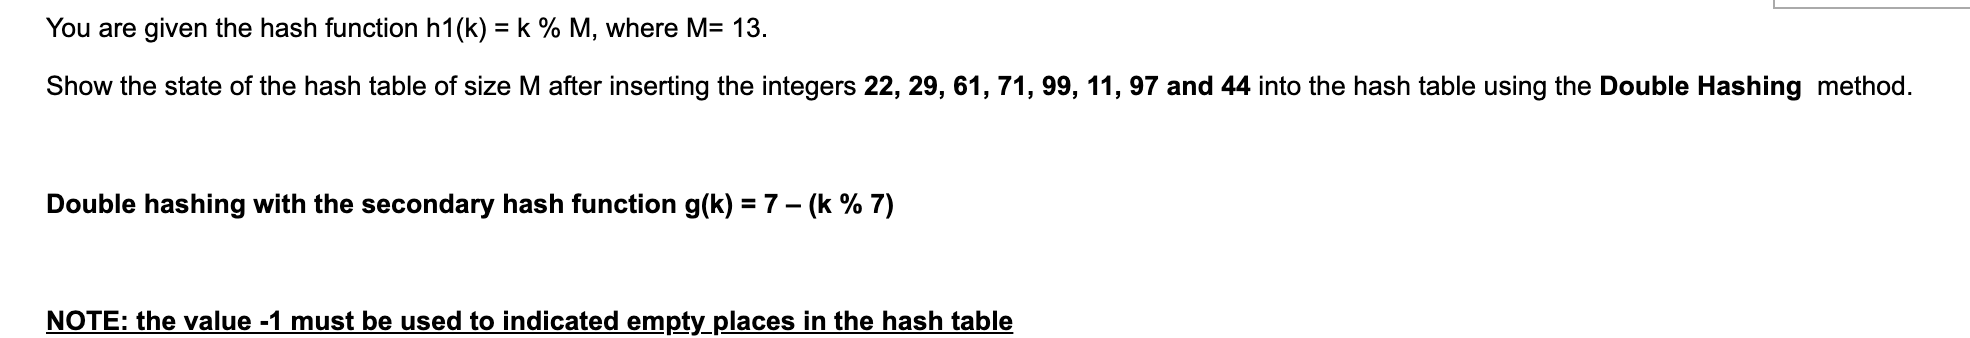 You are given the hash function h1(k) = k % M, where M= 13.
Show the state of the hash table of size M after inserting the integers 22, 29, 61, 71, 99, 11, 97 and 44 into the hash table using the Double Hashing  method.
Double hashing with the secondary hash function g(k) = 7 – (k % 7)
NOTE: the value -1 must be used to indicated empty places in the hash table